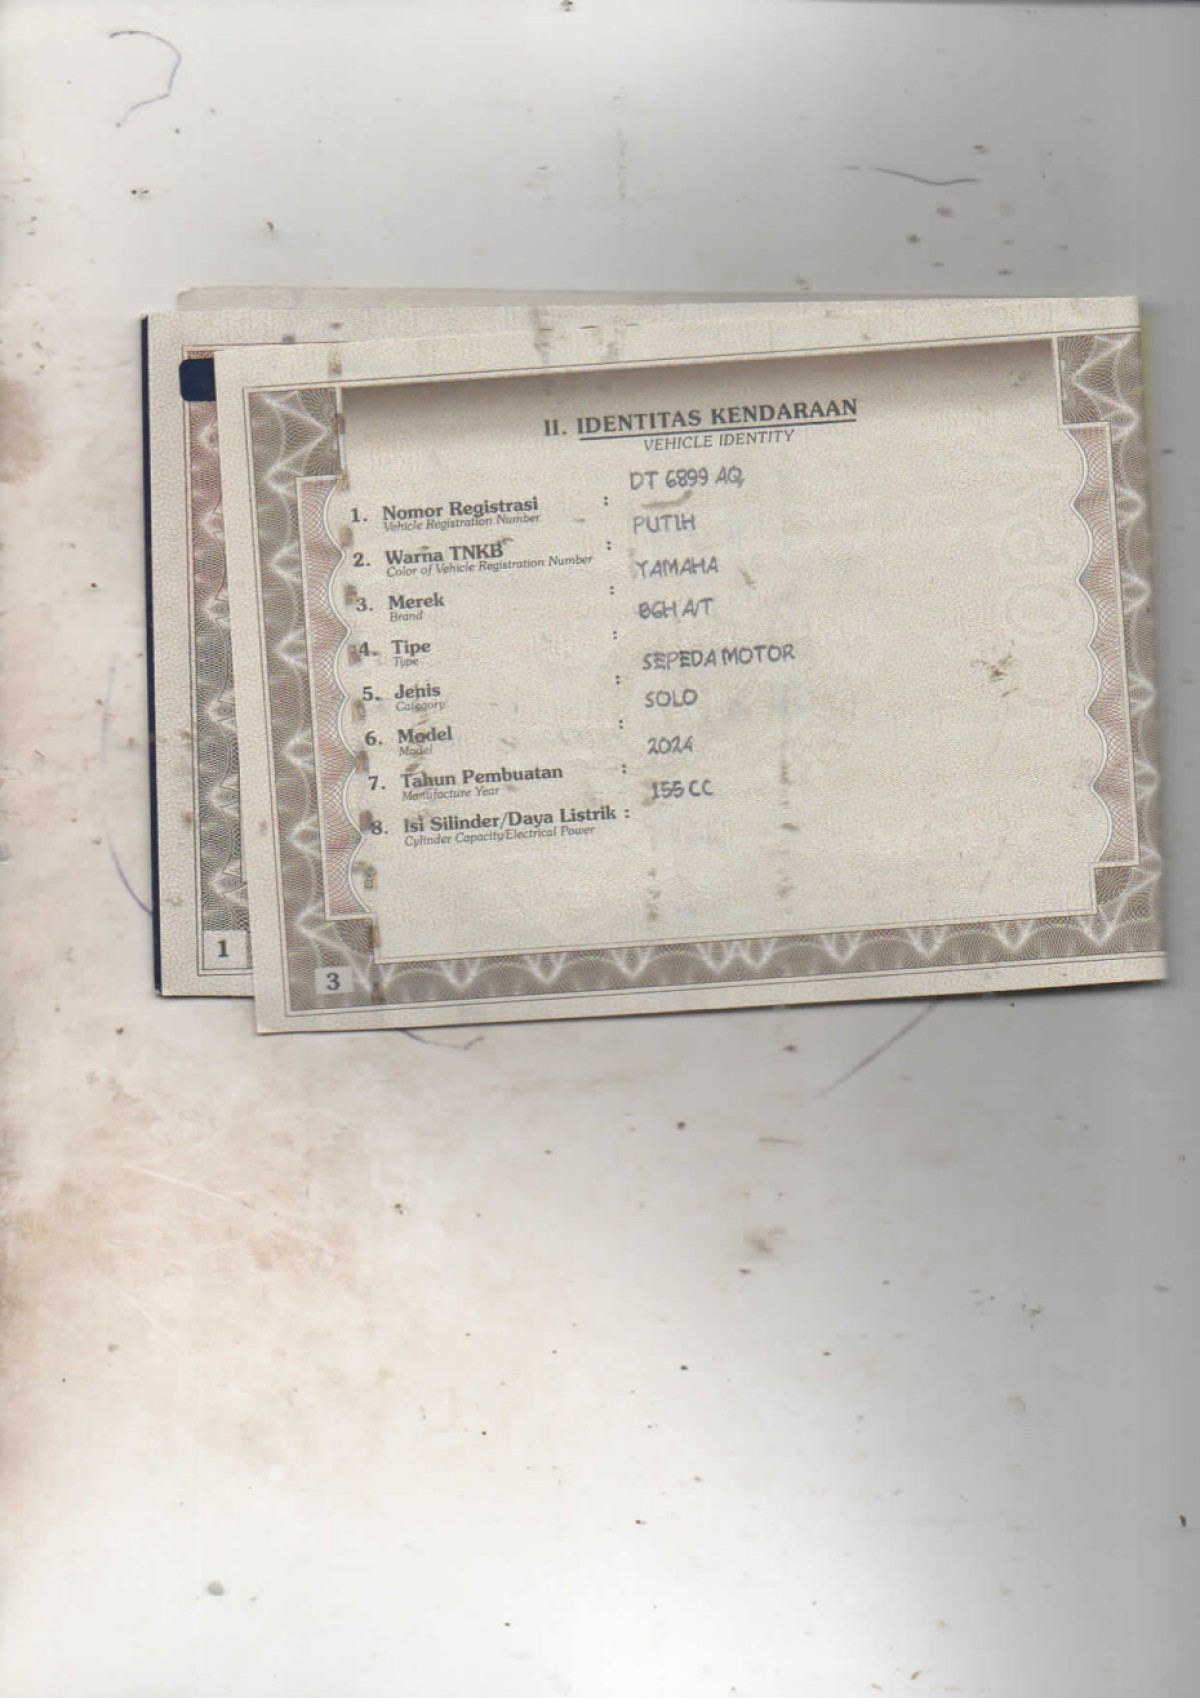 II. IDENTITAS KENDARAAN
VEHICLE IDENTITY
1. Nomor Registrasi : DT 6899 AQ
Vehicle Registration Number
2. Warna TNKB : PUTIH
Color of Vehicle Registration Number
3. Merek : YAMAHA
Brand
4. Tipe : BGH A/T
Type
5. Jenis : SEPEDA MOTOR
Category
6. Model : SOLO
Model
7. Tahun Pembuatan : 2024
Manufacture Year
8. Isi Silinder/Daya Listrik : 155 CC
Cylinder Capacity/Electrical Power
1
3